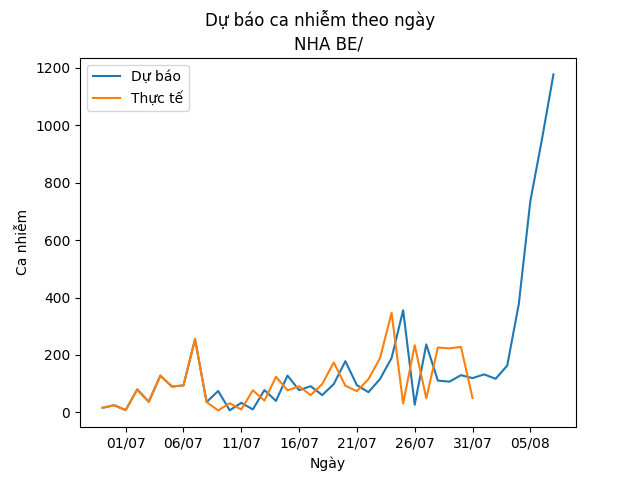 Dự báo ca nhiễm theo ngày
NHA BE/
Dự báo
Thực tế
1200
1000
800
600
400
200
0
Ca nhiễm
01/07 06/07 11/07 16/07 21/07 26/07 31/07 05/08
Ngày